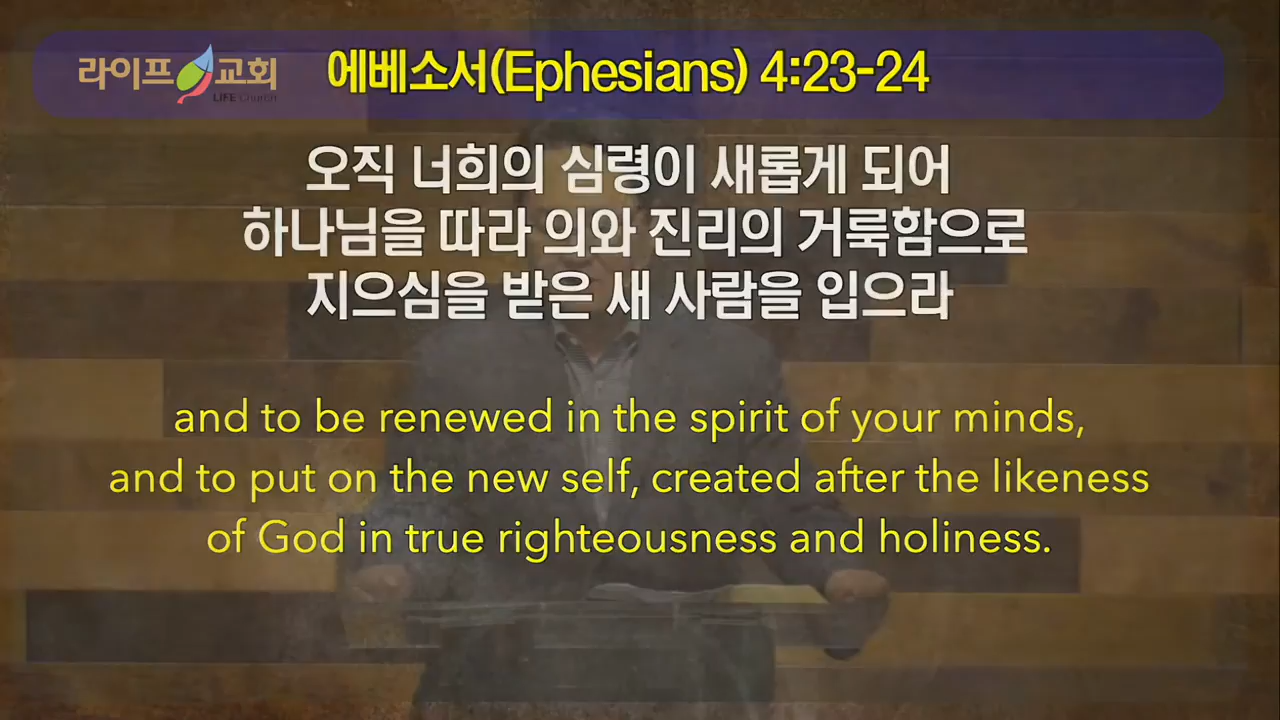 라이프 교회
LIFE Church
에베소서(Ephesians) 4:23-24
오직 너희의 심령이 새롭게 되어
하나님을 따라 의와 진리의 거룩함으로
지으심을 받은 새 사람을 입으라
and to be renewed in the spirit of your minds,
and to put on the new self, created after the likeness
of God in true righteousness and holiness.